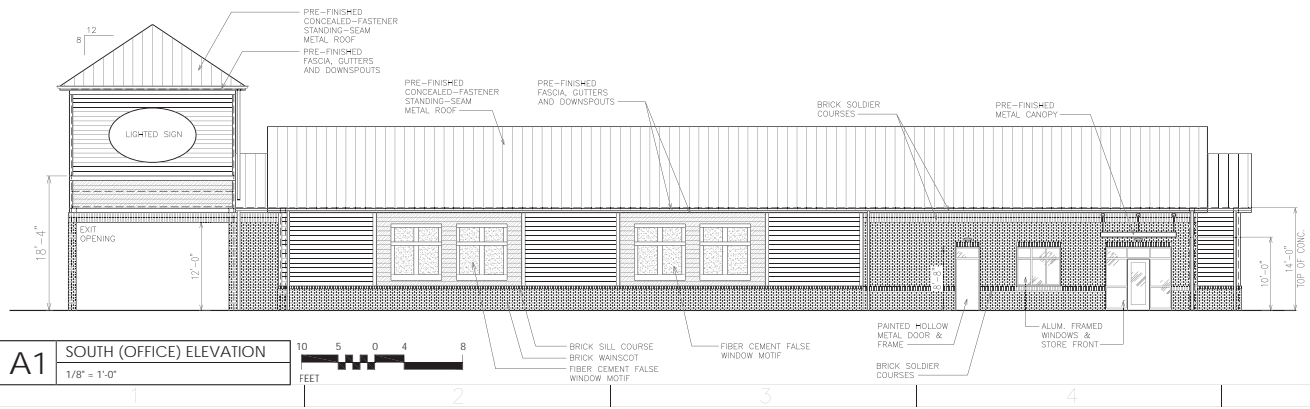 PRE-FINISHED
CONCEALED-FASTENER
STANDING-SEAM
METAL ROOF
12
8
PRE-FINISHED
FASCIA, GUTTERS
AND DOWNSPOUTS
PRE-FINISHED
CONCEALED-FASTENER
STANDING-SEAM
METAL ROOF
PRE-FINISHED
FASCIA, GUTTERS
AND DOWNSPOUTS
BRICK SOLDIER
COURSES
PRE-FINISHED
METAL CANOPY
LIGHTED SIGN
EXIT
OPENING
18'-4"
12'-0"
10'-0"
14'-0"
TOP OF CONC.
PAINTED HOLLOW
METAL DOOR &
FRAME
ALUM. FRAMED
WINDOWS &
STORE FRONT
BRICK SILL COURSE
BRICK WAINSCOT
FIBER CEMENT FALSE
WINDOW MOTIF
FIBER CEMENT FALSE
WINDOW MOTIF
BRICK SOLDIER
COURSES
A1
SOUTH (OFFICE) ELEVATION
1/8" = 1'-0"
10 5 0 4 8
FEET
1 2 3 4